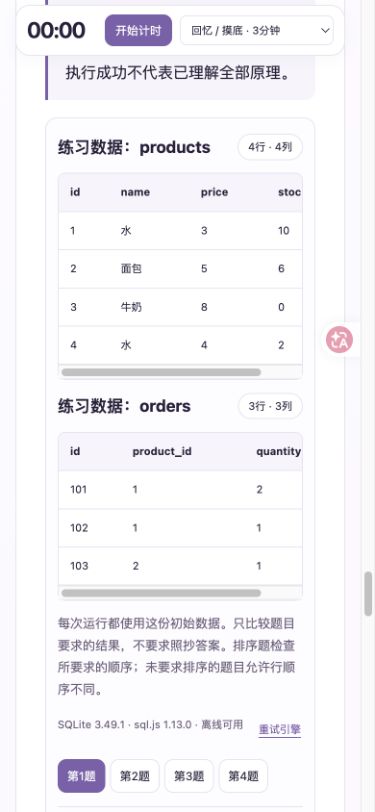 00:00 开始计时 回忆 / 摸底 · 3分钟
执行成功不代表已理解全部原理。
练习数据：products 4行 · 4列
id name price stoc
1 水 3 10
2 面包 5 6
3 牛奶 8 0
4 水 4 2
练习数据：orders 3行 · 3列
id product_id quantity
101 1 2
102 1 1
103 2 1
每次运行都使用这份初始数据。只比较题目
要求的结果，不要求照抄答案。排序题检查
所要求的顺序；未要求排序的题目允许行顺
序不同。
SQLite 3.49.1 · sql.js 1.13.0 · 离线可用 重试引擎
第1题 第2题 第3题 第4题